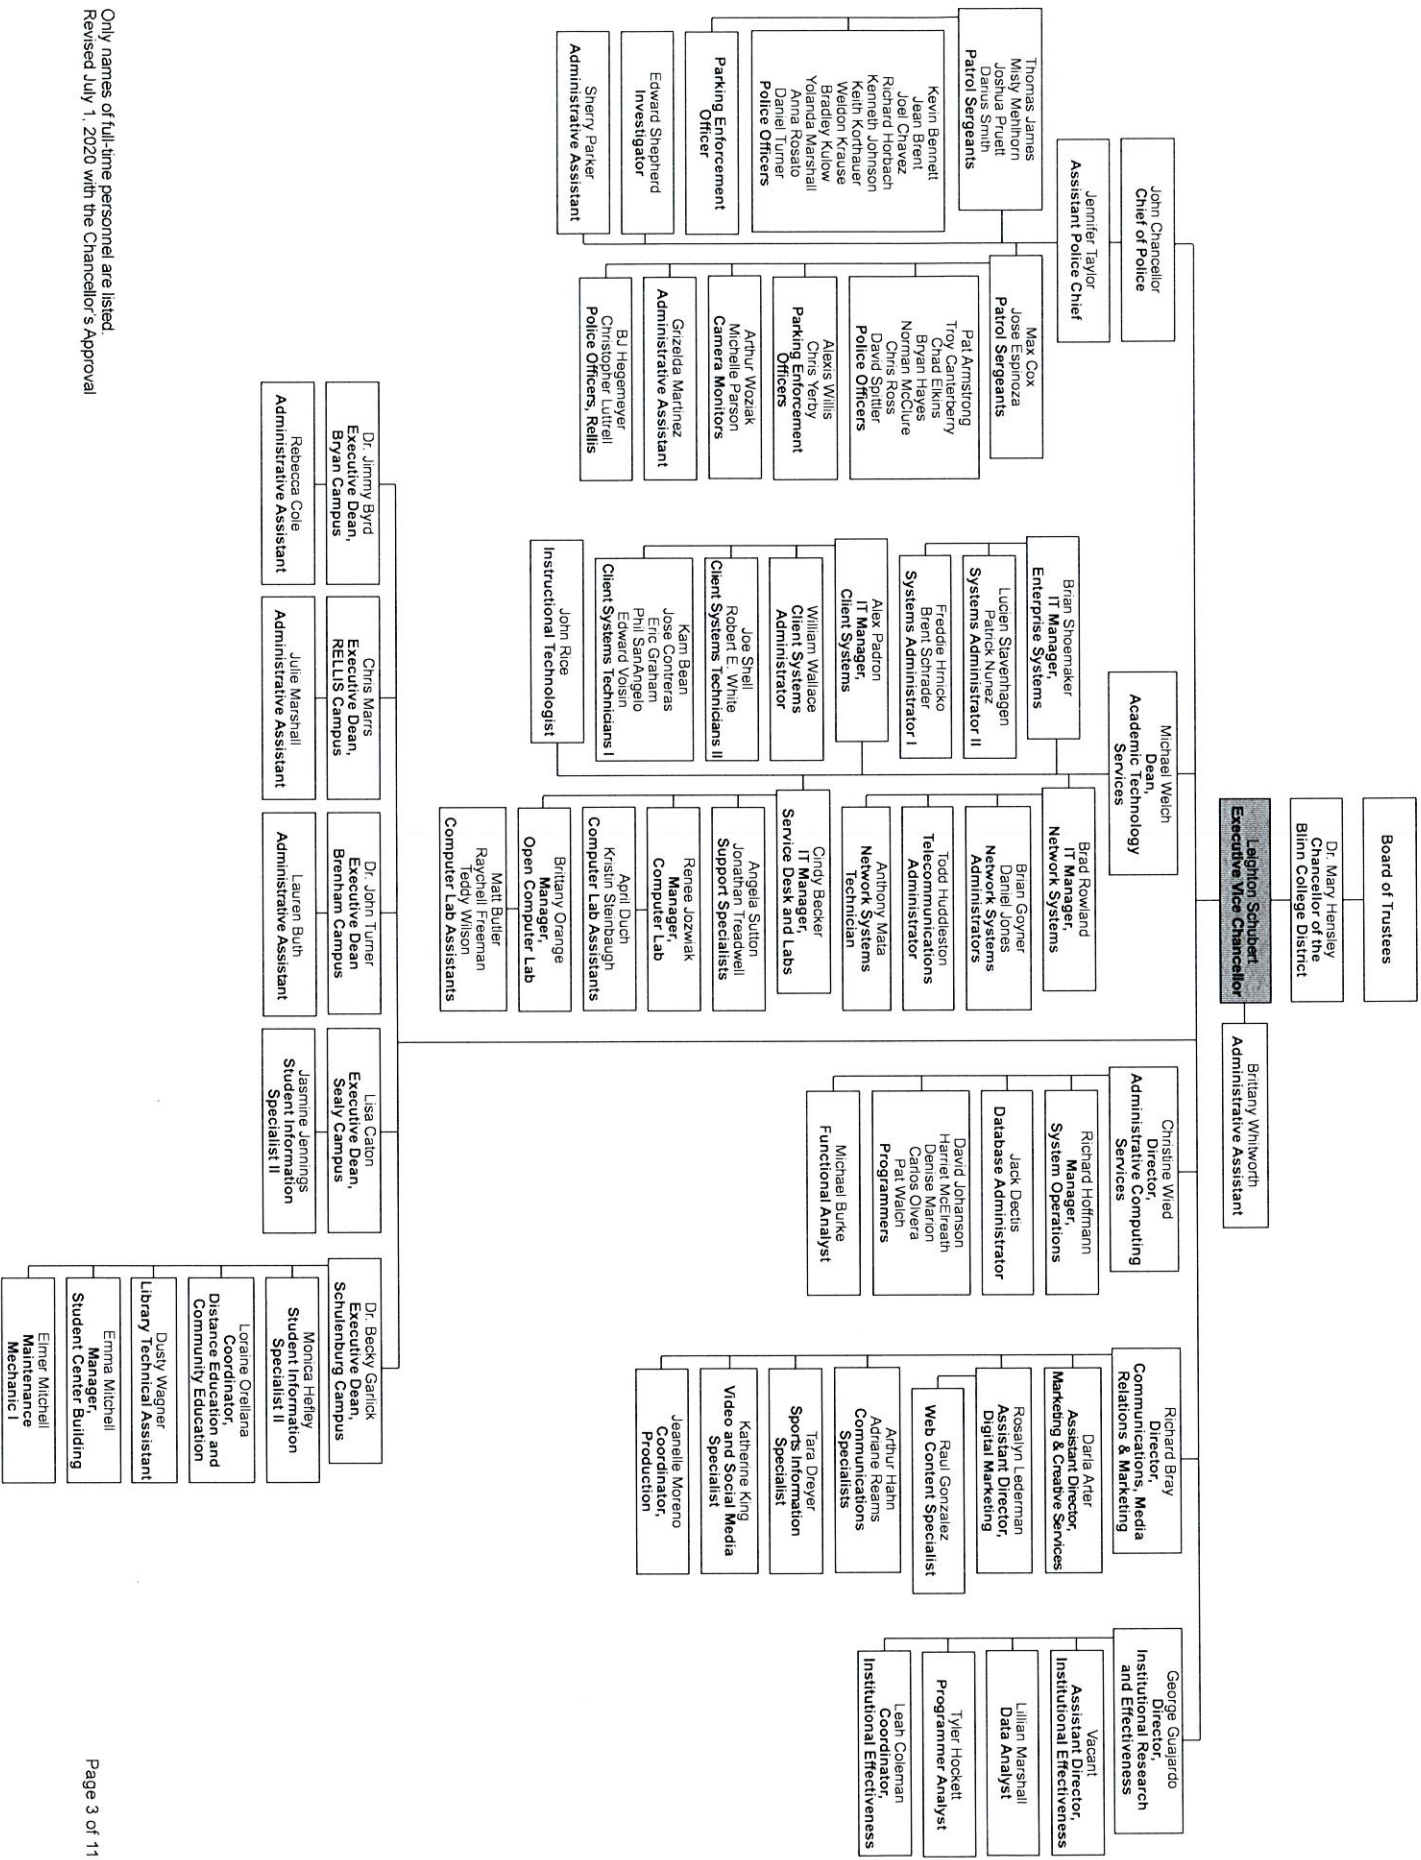 Board of Trustees
Dr. Mary Hensley
Chancellor of the
Blinn College District
Leighton Schubert
Executive Vice Chancellor
Brittany Whitworth
Administrative Assistant
John Chancellor
Chief of Police
Jennifer Taylor
Assistant Police Chief
Thomas James
Misty Mehlhorn
Joshua Pruett
Darius Smith
Patrol Sergeants
Kevin Bennett
Jean Brent
Joel Chavez
Richard Horbach
Kenneth Johnson
Keith Korthauer
Weldon Krause
Bradley Kulow
Yolanda Marshall
Anna Rosato
Daniel Turner
Police Officers
Parking Enforcement
Officer
Edward Shepherd
Investigator
Sherry Parker
Administrative Assistant
Max Cox
Jose Espinoza
Patrol Sergeants
Pat Armstrong
Troy Canterberry
Chad Elkins
Bryan Hayes
Norman McClure
Chris Ross
David Spittler
Police Officers
Alexis Willis
Chris Yerby
Parking Enforcement
Officers
Arthur Woziak
Michelle Parson
Camera Monitors
Grizelda Martinez
Administrative Assistant
BJ Hegemeyer
Christopher Luttrell
Police Officers, Rellis
Michael Welch
Dean,
Academic Technology
Services
Brian Shoemaker
IT Manager,
Enterprise Systems
Lucien Stavenhagen
Patrick Nunez
Systems Administrator II
Freddie Hrnicko
Brent Schrader
Systems Administrator I
Alex Padron
IT Manager,
Client Systems
William Wallace
Client Systems
Administrator
Joe Shell
Robert E. White
Client Systems Technicians II
Kam Bean
Jose Contreras
Eric Graham
Phil SanAngelo
Edward Voisin
Client Systems Technicians I
John Rice
Instructional Technologist
Brad Rowland
IT Manager,
Network Systems
Brian Goyner
Daniel Jones
Network Systems
Administrators
Todd Huddleston
Telecommunications
Administrator
Anthony Mata
Network Systems
Technician
Cindy Becker
IT Manager,
Service Desk and Labs
Angela Sutton
Jonathan Treadwell
Support Specialists
Renee Jozwiak
Manager,
Computer Lab
April Duch
Kristin Steinbaugh
Computer Lab Assistants
Brittany Orange
Manager,
Open Computer Lab
Matt Butler
Raychell Freeman
Teddy Wilson
Computer Lab Assistants
Christine Wied
Director,
Administrative Computing
Services
Richard Hoffmann
Manager,
System Operations
Jack Dectis
Database Administrator
David Johanson
Harriet McElreath
Denise Marion
Carlos Olvera
Pat Walch
Programmers
Michael Burke
Functional Analyst
Richard Bray
Director,
Communications, Media
Relations & Marketing
Darla Arter
Assistant Director,
Marketing & Creative Services
Rosalyn Lederman
Assistant Director,
Digital Marketing
Raul Gonzalez
Web Content Specialist
Arthur Hahn
Adriane Reams
Communications
Specialists
Tara Dreyer
Sports Information
Specialist
Katherine King
Video and Social Media
Specialist
Jeanelle Moreno
Coordinator,
Production
George Guajardo
Director,
Institutional Research
and Effectiveness
Vacant
Assistant Director,
Institutional Effectiveness
Lillian Marshall
Data Analyst
Tyler Hockett
Programmer Analyst
Leah Coleman
Coordinator,
Institutional Effectiveness
Dr. Jimmy Byrd
Executive Dean,
Bryan Campus
Rebecca Cole
Administrative Assistant
Chris Marrs
Executive Dean,
RELLIS Campus
Julie Marshall
Administrative Assistant
Dr. John Turner
Executive Dean
Brenham Campus
Lauren Buth
Administrative Assistant
Lisa Caton
Executive Dean,
Sealy Campus
Jasmine Jennings
Student Information
Specialist II
Dr. Becky Garlick
Executive Dean,
Schulenburg Campus
Monica Hefley
Student Information
Specialist II
Loraine Orellana
Coordinator,
Distance Education and
Community Education
Dusty Wagner
Library Technical Assistant
Emma Mitchell
Manager,
Student Center Building
Elmer Mitchell
Maintenance
Mechanic I
Only names of full-time personnel are listed.
Revised July 1, 2020 with the Chancellor's Approval
Page 3 of 11